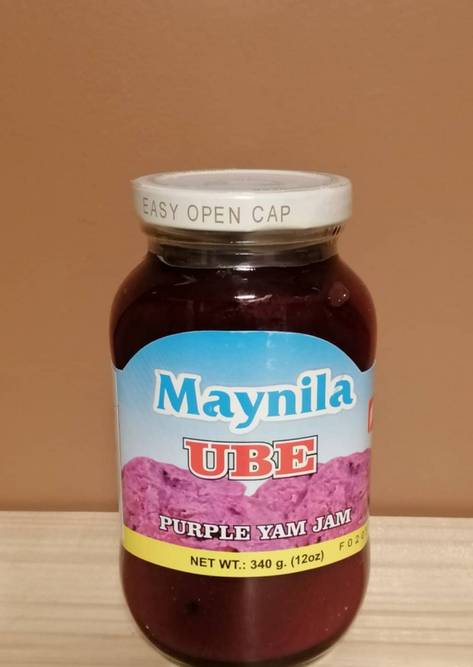 EASY OPEN CAP
Maynila
UBE
PURPLE YAM JAM
NET WT.: 340 g. (12oz)